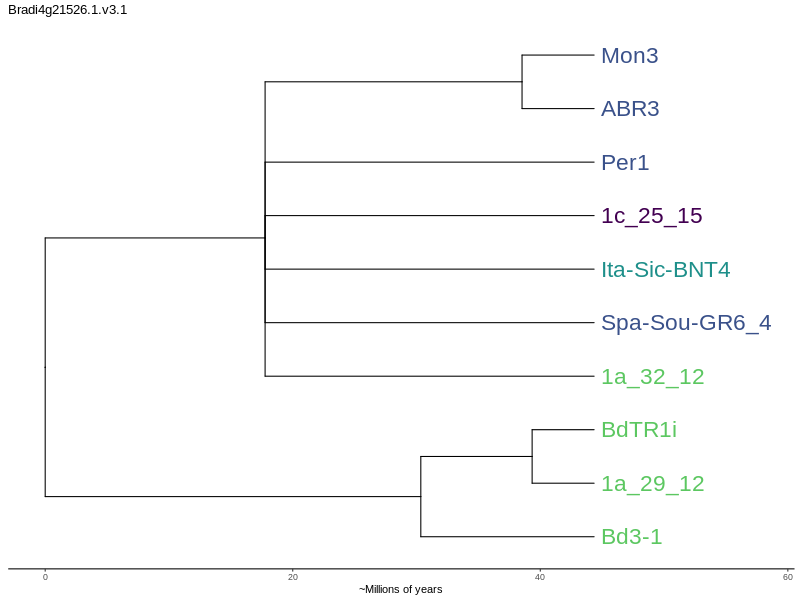 Bradi4g21526.1.v3.1
Mon3
ABR3
Per1
1c_25_15
Ita-Sic-BNT4
Spa-Sou-GR6_4
1a_32_12
BdTR1i
1a_29_12
Bd3-1
0 20 40 60
~Millions of years